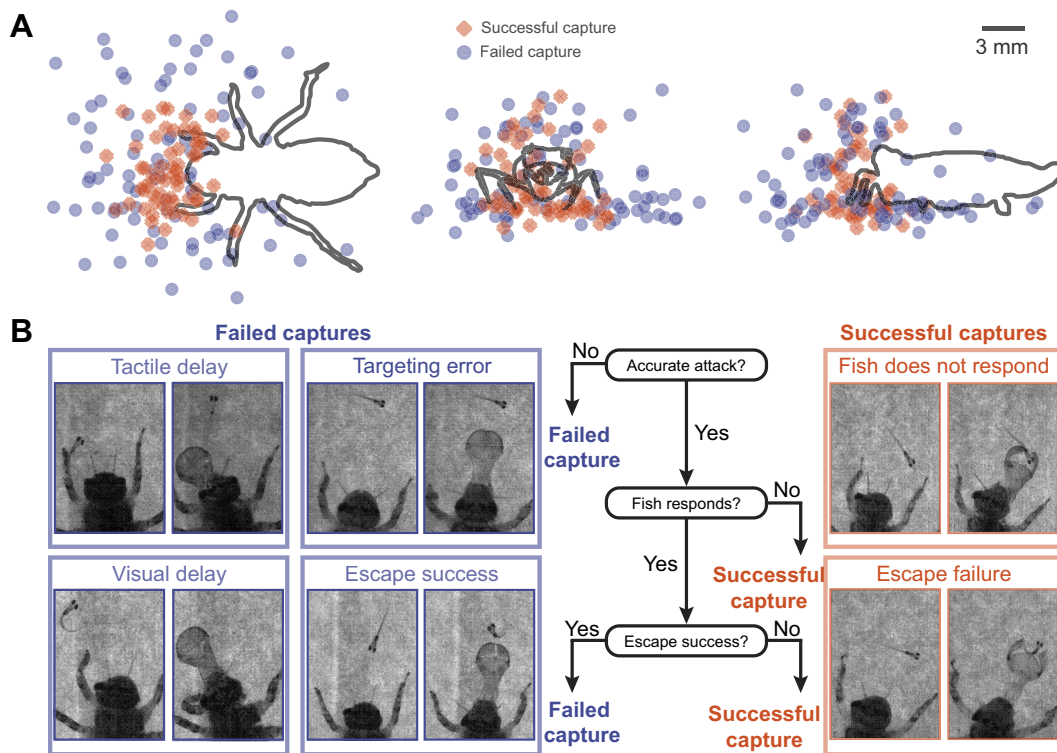 A
Successful capture
Failed capture
3 mm
B
Failed captures
Successful captures
Tactile delay
Targeting error
Fish does not respond
Visual delay
Escape success
Escape failure
Accurate attack?
No
Failed
capture
Yes
Fish responds?
No
Successful
capture
Yes
Escape success?
Yes
Failed
capture
No
Successful
capture